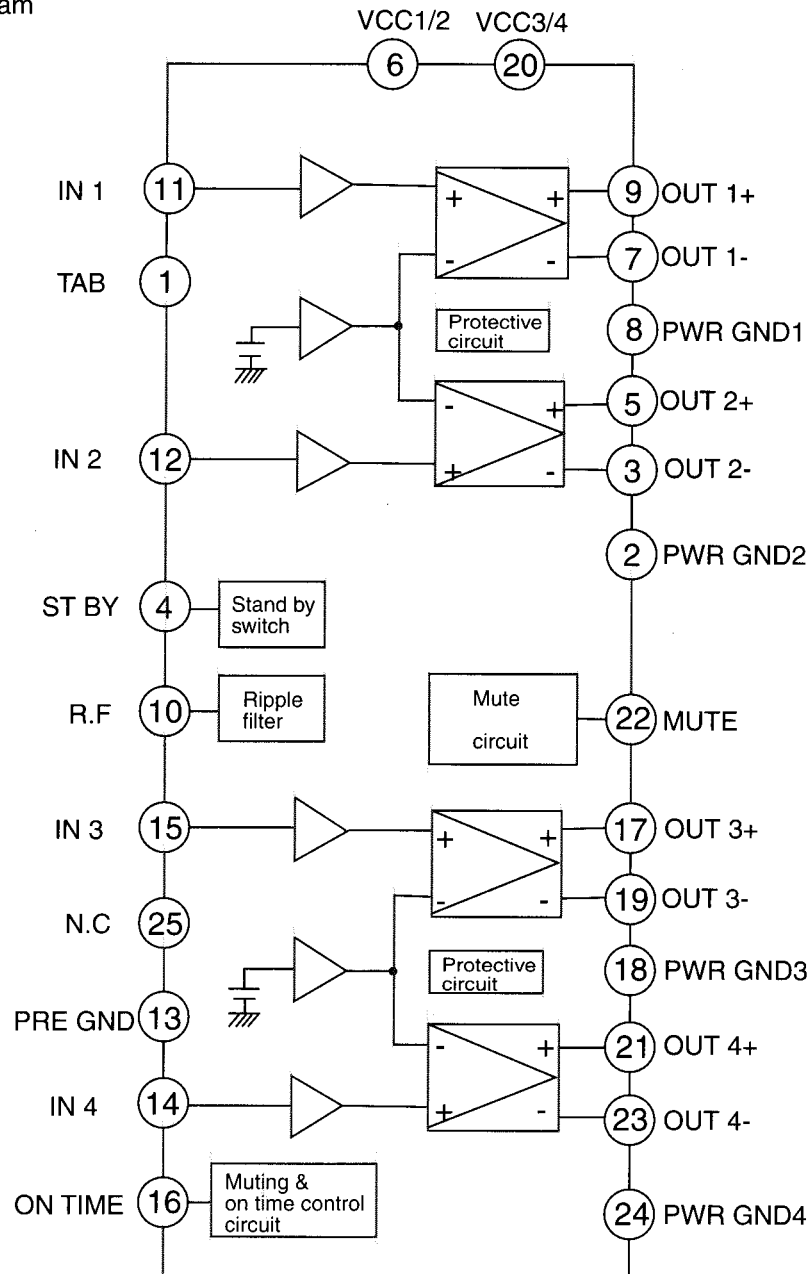 am
VCC1/2 VCC3/4
6 20
IN 1 11 + + 9 OUT 1+
- - 7 OUT 1-
TAB 1
Protective
circuit
8 PWR GND1
- + 5 OUT 2+
IN 2 12 + - 3 OUT 2-
2 PWR GND2
ST BY 4 Stand by
switch
R.F 10 Ripple
filter
Mute
circuit
22 MUTE
IN 3 15 + + 17 OUT 3+
- - 19 OUT 3-
N.C 25
Protective
circuit
18 PWR GND3
PRE GND 13
- + 21 OUT 4+
IN 4 14 + - 23 OUT 4-
ON TIME 16 Muting &
on time control
circuit
24 PWR GND4